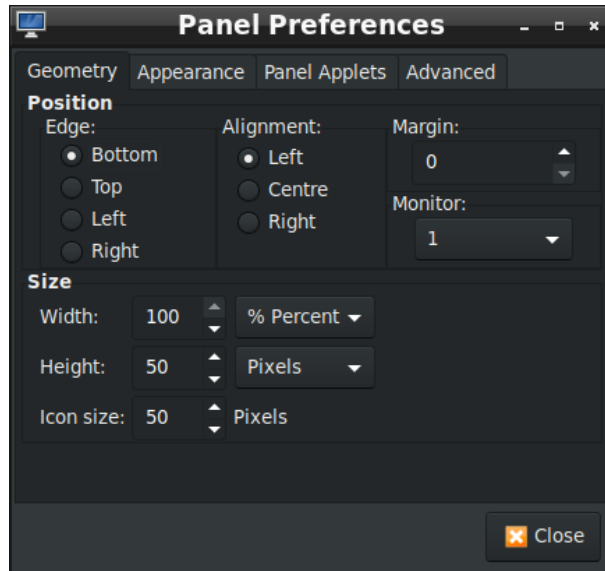 Panel Preferences
Geometry Appearance Panel Applets Advanced
Position
Edge: Alignment: Margin:
Bottom Left 0
Top Centre
Left Right Monitor:
Right 1
Size
Width: 100 % Percent
Height: 50 Pixels
Icon size: 50 Pixels
Close